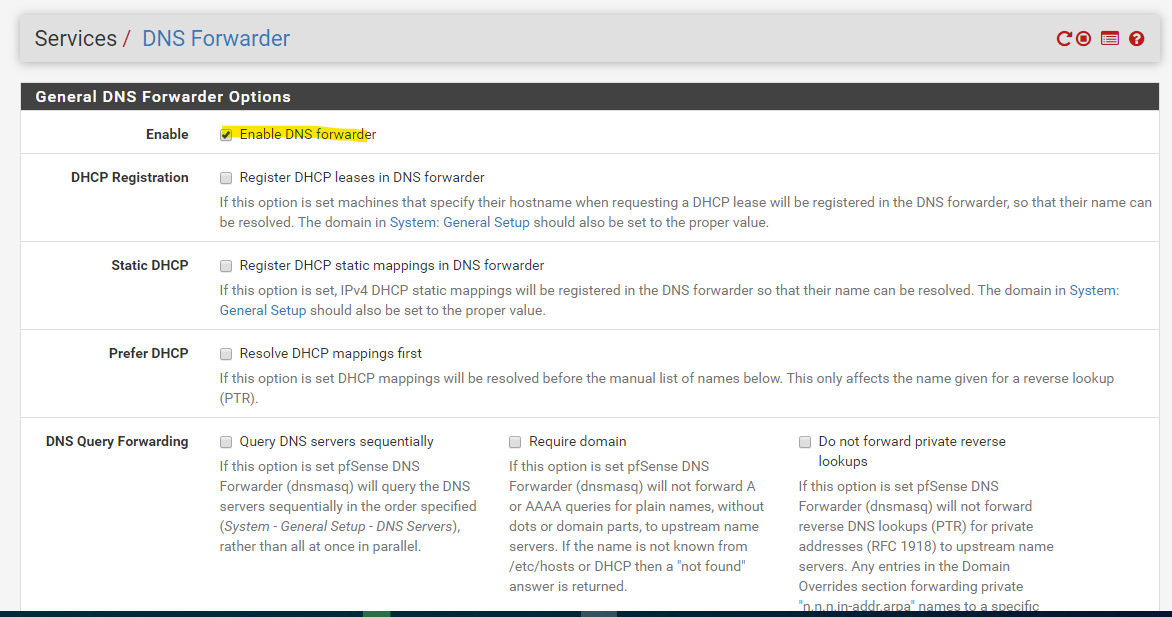 Services / DNS Forwarder
General DNS Forwarder Options
Enable
Enable DNS forwarder
DHCP Registration
Register DHCP leases in DNS forwarder
If this option is set machines that specify their hostname when requesting a DHCP lease will be registered in the DNS forwarder, so that their name can
be resolved. The domain in System: General Setup should also be set to the proper value.
Static DHCP
Register DHCP static mappings in DNS forwarder
If this option is set, IPv4 DHCP static mappings will be registered in the DNS forwarder so that their name can be resolved. The domain in System:
General Setup should also be set to the proper value.
Prefer DHCP
Resolve DHCP mappings first
If this option is set DHCP mappings will be resolved before the manual list of names below. This only affects the name given for a reverse lookup
(PTR).
DNS Query Forwarding
Query DNS servers sequentially
If this option is set pfSense DNS
Forwarder (dnsmasq) will query the DNS
servers sequentially in the order specified
(System - General Setup - DNS Servers),
rather than all at once in parallel.
Require domain
If this option is set pfSense DNS
Forwarder (dnsmasq) will not forward A
or AAAA queries for plain names, without
dots or domain parts, to upstream name
servers. If the name is not known from
/etc/hosts or DHCP then a "not found"
answer is returned.
Do not forward private reverse
lookups
If this option is set pfSense DNS
Forwarder (dnsmasq) will not forward
reverse DNS lookups (PTR) for private
addresses (RFC 1918) to upstream name
servers. Any entries in the Domain
Overrides section forwarding private
"n.n.n.in-addr.arpa" names to a specific